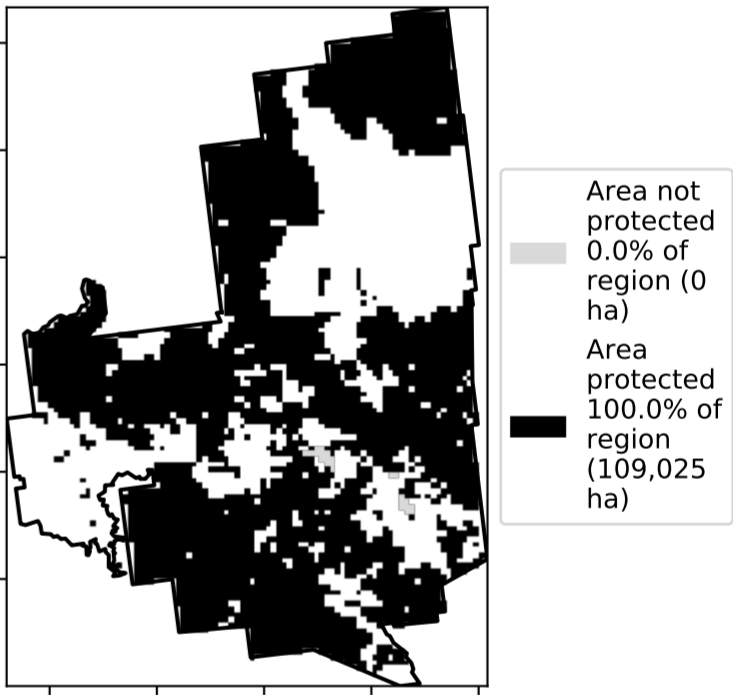 Area not
protected
0.0% of
region (0
ha)
Area
protected
100.0% of
region
(109,025
ha)